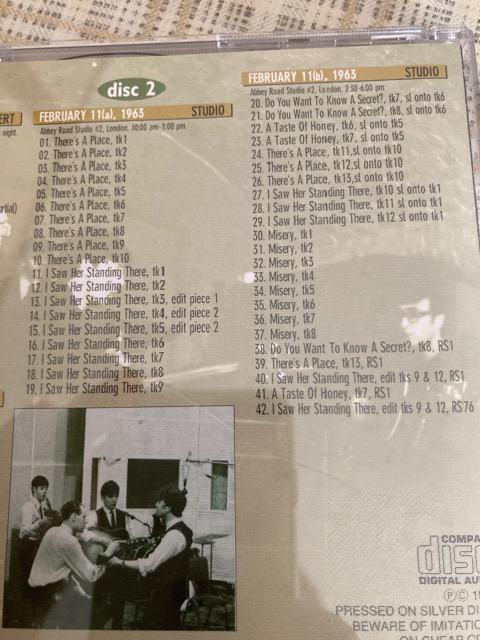 disc 2
ERT
night.
tial)
FEBRUARY 11(a), 1963 STUDIO
Abbey Road Studio #2, London. 10:00 am-1:00 pm
01. There's A Place, tk1
02. There's A Place, tk2
03. There's A Place, tk3
04. There's A Place, tk4
05. There's A Place, tk5
06. There's A Place, tk6
07. There's A Place, tk7
08. There's A Place, tk8
09. There's A Place, tk9
10. There's A Place, tk10
11. I Saw Her Standing There, tk1
12. I Saw Her Standing There, tk2
13. I Saw Her Standing There, tk3, edit piece 1
14. I Saw Her Standing There, tk4, edit piece 2
15. I Saw Her Standing There, tk5, edit piece 2
16. I Saw Her Standing There, tk6
17. I Saw Her Standing There, tk7
18. I Saw Her Standing There, tk8
19. I Saw Her Standing There, tk9
FEBRUARY 11(b), 1963 STUDIO
Abbey Road Studio #2, London. 2:30-6:00 pm
20. Do You Want To Know A Secret?, tk7, sl onto tk6
21. Do You Want To Know A Secret?, tk8, sl onto tk6
22. A Taste Of Honey, tk6, sl onto tk5
23. A Taste Of Honey, tk7, sl onto tk5
24. There's A Place, tk11,sl onto tk10
25. There's A Place, tk12,sl onto tk10
26. There's A Place, tk13,sl onto tk10
27. I Saw Her Standing There, tk10 sl onto tk1
28. I Saw Her Standing There, tk11 sl onto tk1
29. I Saw Her Standing There, tk12 sl onto tk1
30. Misery, tk1
31. Misery, tk2
32. Misery, tk3
33. Misery, tk4
34. Misery, tk5
35. Misery, tk6
36. Misery, tk7
37. Misery, tk8
38. Do You Want To Know A Secret?, tk8, RS1
39. There's A Place, tk13, RS1
40. I Saw Her Standing There, edit tks 9 & 12, RS1
41. A Taste Of Honey, tk7, RS1
42. I Saw Her Standing There, edit tks 9 & 12, RS76
COMPA
disc
DIGITAL AUD
ⓅⒸ 1
PRESSED ON SILVER DI
BEWARE OF IMITATIO
ON CHEAP C